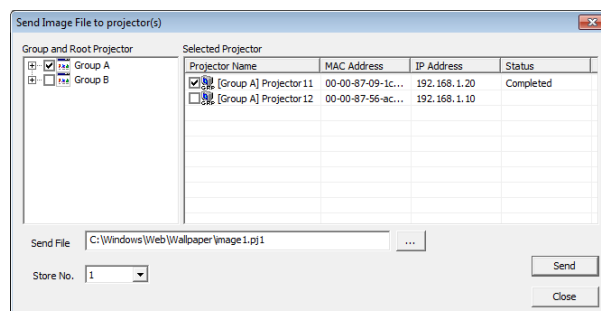 Send Image File to projector(s)
Group and Root Projector
Group A
Group B
Selected Projector
Projector Name MAC Address IP Address Status
[Group A] Projector11 00-00-87-09-1c... 192.168.1.20 Completed
[Group A] Projector12 00-00-87-56-ac... 192.168.1.10
Send File C:\Windows\Web\Wallpaper\image1.pj1 ...
Store No. 1
Send
Close